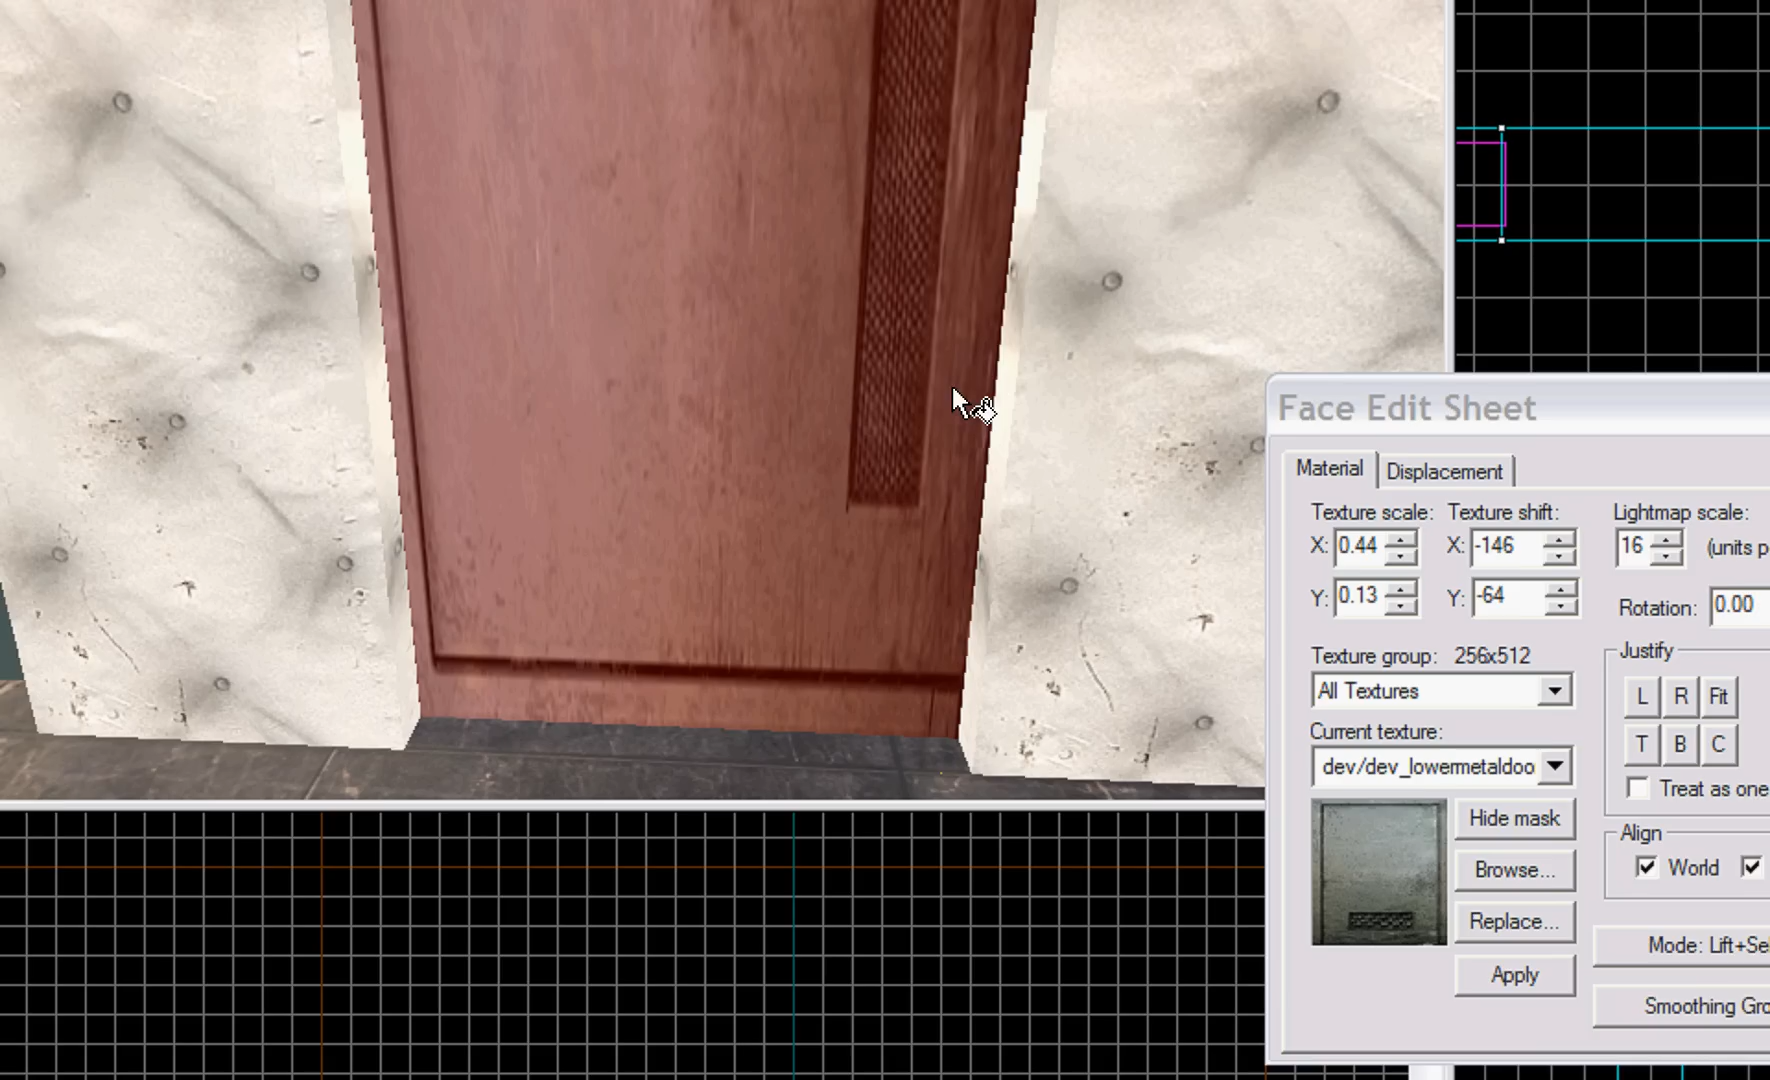 Face Edit Sheet
Material
Displacement
Texture scale:
Texture shift:
Lightmap scale:
X: 0.44
X: -146
16
(units p
Y: 0.13
Y: -64
Rotation: 0.00
Texture group: 256x512
Justify
All Textures
L
R
Fit
Current texture:
T
B
C
dev/dev_lowermetaldoo
Treat as one
Hide mask
Align
World
Browse...
Replace...
Mode: Lift+Se
Apply
Smoothing Gro